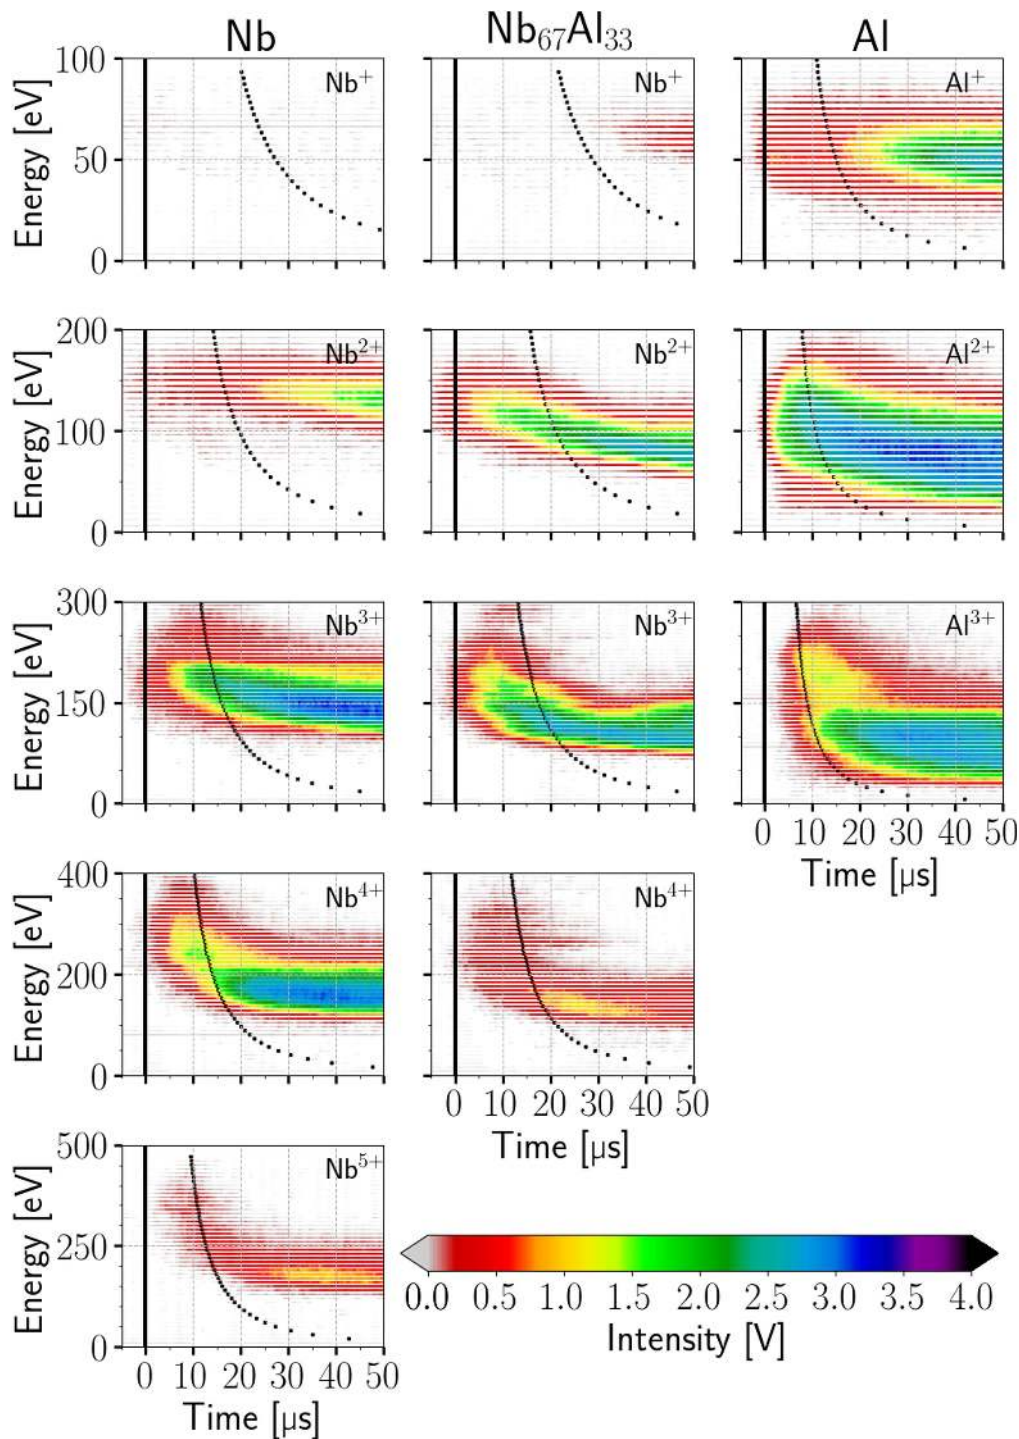 Nb Nb₆₇Al₃₃ Al
Energy [eV] 100 50 0 Nb⁺ Nb⁺ Al⁺
Energy [eV] 200 100 0 Nb²⁺ Nb²⁺ Al²⁺
Energy [eV] 300 150 0 Nb³⁺ Nb³⁺ Al³⁺
0 10 20 30 40 50
Time [μs]
Energy [eV] 400 200 0 Nb⁴⁺ Nb⁴⁺
0 10 20 30 40 50
Time [μs]
Energy [eV] 500 250 0 Nb⁵⁺
0 10 20 30 40 50
Time [μs]
0.0 0.5 1.0 1.5 2.0 2.5 3.0 3.5 4.0
Intensity [V]